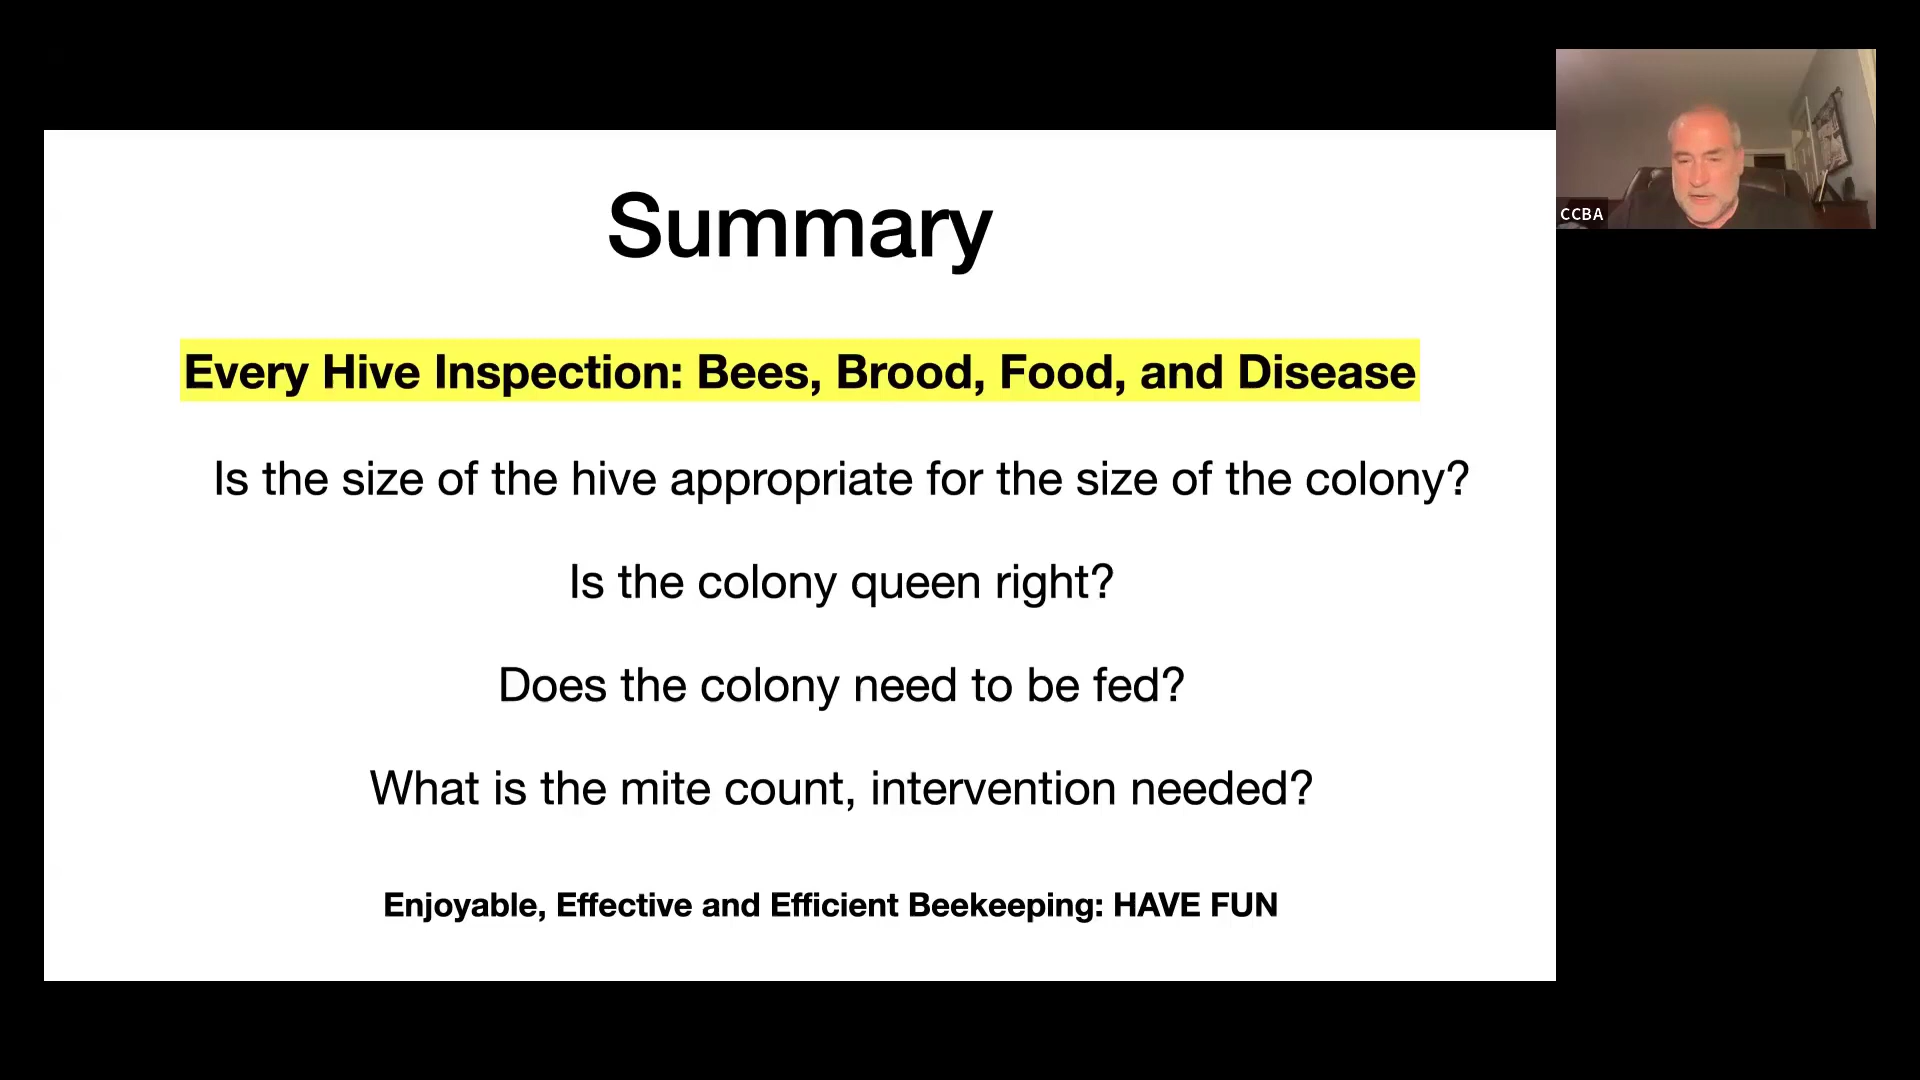 Summary
Every Hive Inspection: Bees, Brood, Food, and Disease
Is the size of the hive appropriate for the size of the colony?
Is the colony queen right?
Does the colony need to be fed?
What is the mite count, intervention needed?
Enjoyable, Effective and Efficient Beekeeping: HAVE FUN
CCBA